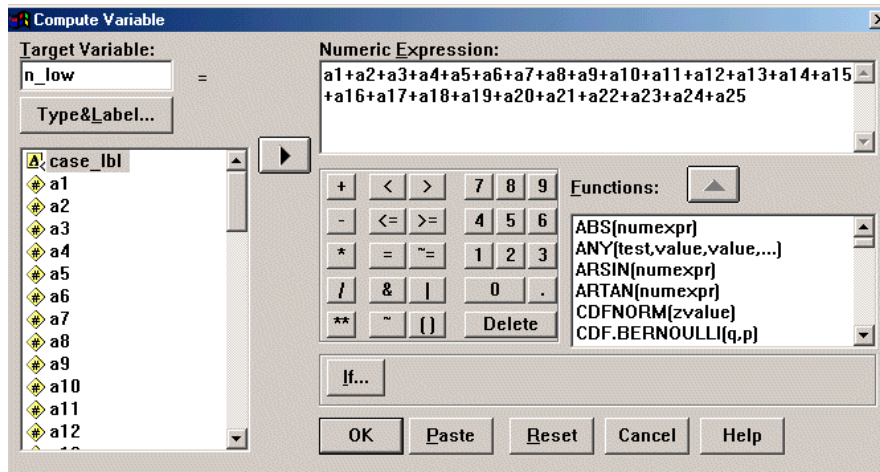 Compute Variable
Target Variable:
n_low
=
Type&Label...
Numeric Expression:
a1+a2+a3+a4+a5+a6+a7+a8+a9+a10+a11+a12+a13+a14+a15
+a16+a17+a18+a19+a20+a21+a22+a23+a24+a25
case_lbl
a1
a2
a3
a4
a5
a6
a7
a8
a9
a10
a11
a12
+ < > 7 8 9
- <= >= 4 5 6
* = ~= 1 2 3
/ & | 0 .
** ~ () Delete
Functions:
ABS(numexpr)
ANY(test,value,value,...)
ARSIN(numexpr)
ARTAN(numexpr)
CDFNORM(zvalue)
CDF.BERNOULLI(q,p)
If...
OK Paste Reset Cancel Help